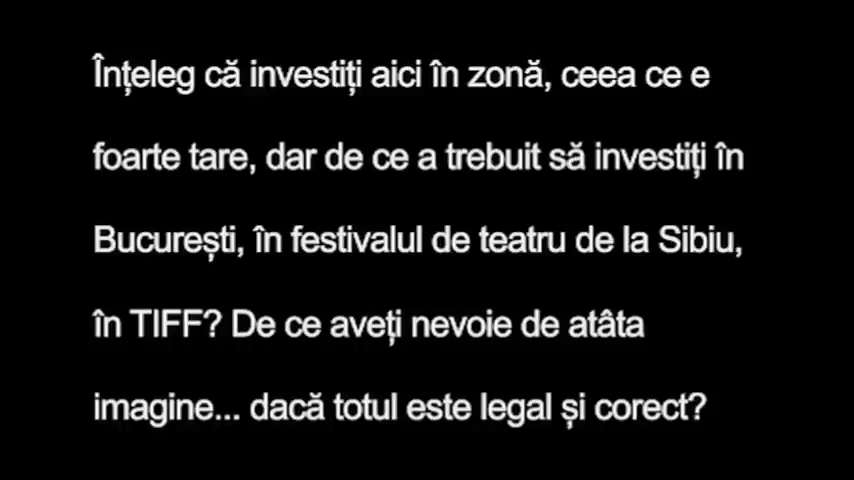 Înțeleg că investiți aici în zonă, ceea ce e
foarte tare, dar de ce a trebuit să investiți în
București, în festivalul de teatru de la Sibiu,
în TIFF? De ce aveți nevoie de atâta
imagine... dacă totul este legal și corect?